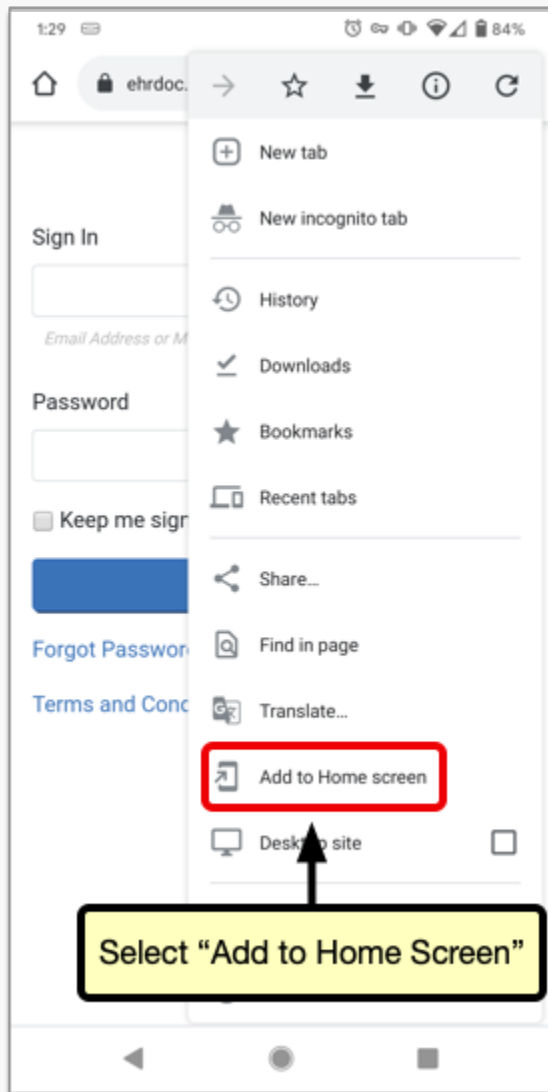 1:29
84%
ehrdoc.
New tab
New incognito tab
Sign In
History
Email Address or M
Downloads
Password
Bookmarks
Recent tabs
Keep me sign
Share...
Forgot Passwor
Find in page
Terms and Cond
Translate...
Add to Home screen
Desktop site
Select “Add to Home Screen”